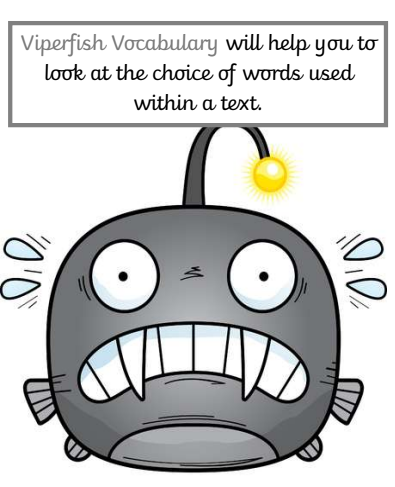 Viperfish Vocabulary will help you to
look at the choice of words used
within a text.